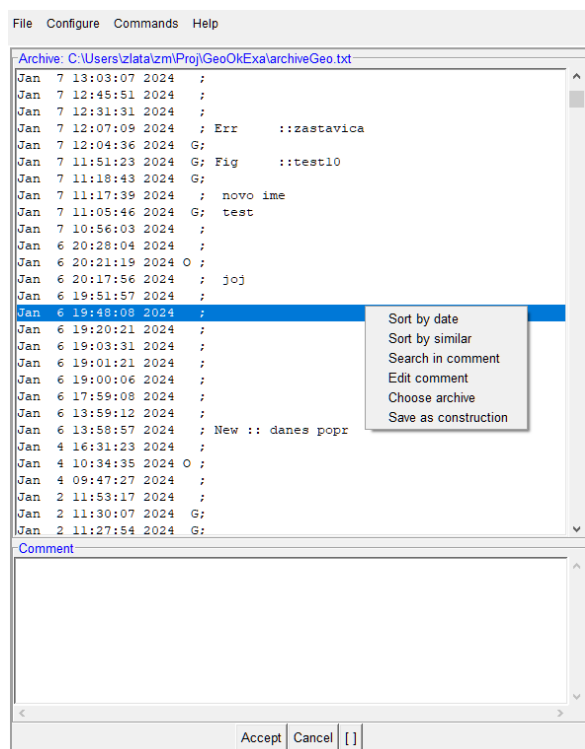 File Configure Commands Help
Archive: C:\Users\zlata\zm\Proj\GeoOkExa\archiveGeo.txt
Jan  7 13:03:07 2024   ;
Jan  7 12:45:51 2024   ;
Jan  7 12:31:31 2024   ;
Jan  7 12:07:09 2024   ; Err     ::zastavica
Jan  7 12:04:36 2024  G;
Jan  7 11:51:23 2024  G; Fig     ::test10
Jan  7 11:18:43 2024  G;
Jan  7 11:17:39 2024   ;  novo ime
Jan  7 11:05:46 2024  G;  test
Jan  7 10:56:03 2024   ;
Jan  6 20:28:04 2024   ;
Jan  6 20:21:19 2024 O ;
Jan  6 20:17:56 2024   ;  joj
Jan  6 19:51:57 2024   ;
Jan  6 19:48:08 2024   ;
Jan  6 19:20:21 2024   ;
Jan  6 19:03:31 2024   ;
Jan  6 19:01:21 2024   ;
Jan  6 19:00:06 2024   ;
Jan  6 17:59:08 2024   ;
Jan  6 13:59:12 2024   ;
Jan  6 13:58:57 2024   ; New :: danes popr
Jan  4 16:31:23 2024   ;
Jan  4 10:34:35 2024 O ;
Jan  4 09:47:27 2024   ;
Jan  2 11:53:17 2024   ;
Jan  2 11:30:07 2024  G;
Jan  2 11:27:54 2024  G;
Sort by date
Sort by similar
Search in comment
Edit comment
Choose archive
Save as construction
Comment
Accept Cancel [ ]